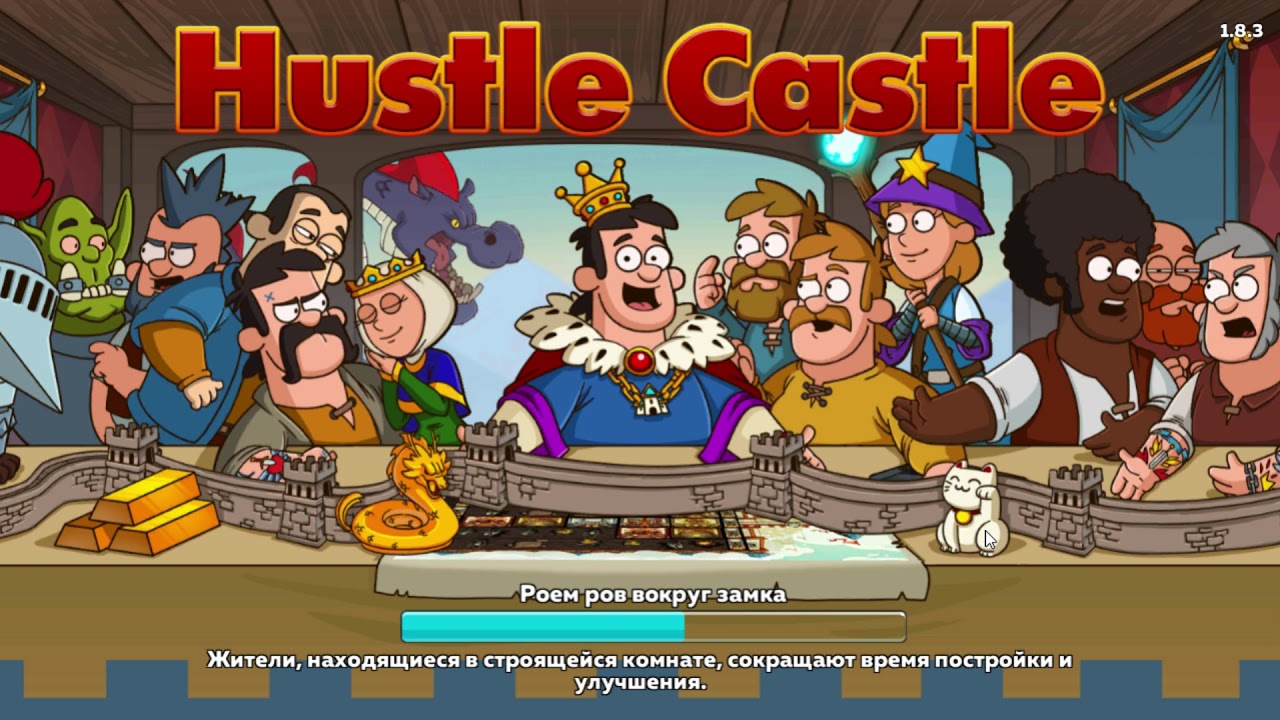 1.8.3
Hustle Castle
Роем ров вокруг замка
Жители, находящиеся в строящейся комнате, сокращают время постройки и
улучшения.